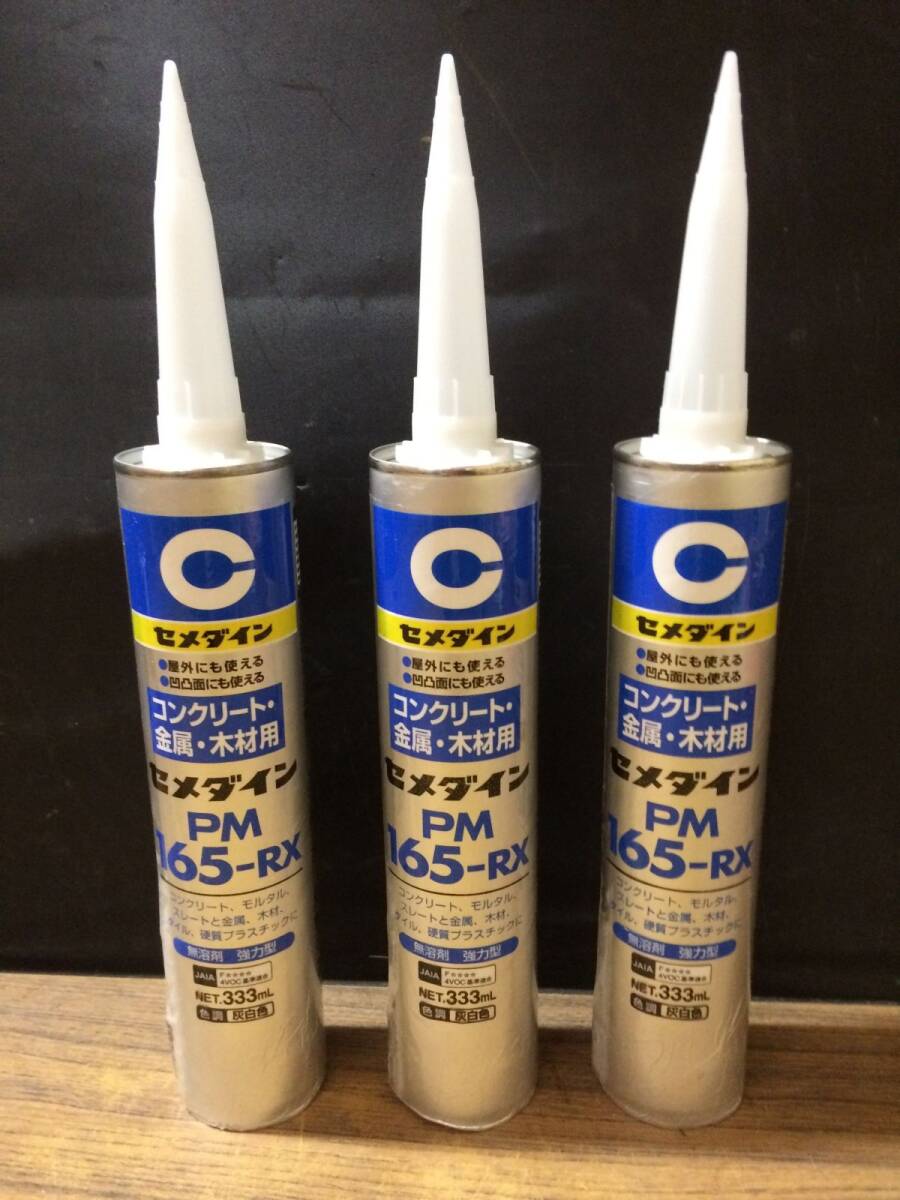 C
セメダイン
●屋外にも使える
●凹凸面にも使える
コンクリート・
金属・木材用
セメダイン
PM
165-RX
コンクリート、モルタル、
スレートと金属、木材、
タイル、硬質プラスチックに
無溶剤 強力型
JAIA F☆☆☆☆
4VOC基準適合
NET.333mL
色調 灰白色
C
セメダイン
●屋外にも使える
●凹凸面にも使える
コンクリート・
金属・木材用
セメダイン
PM
165-RX
コンクリート、モルタル、
スレートと金属、木材、
タイル、硬質プラスチックに
無溶剤 強力型
JAIA F☆☆☆☆
4VOC基準適合
NET.333mL
色調 灰白色
C
セメダイン
●屋外にも使える
●凹凸面にも使える
コンクリート・
金属・木材用
セメダイン
PM
165-RX
コンクリート、モルタル、
スレートと金属、木材、
タイル、硬質プラスチックに
無溶剤 強力型
JAIA F☆☆☆☆
4VOC基準適合
NET.333mL
色調 灰白色